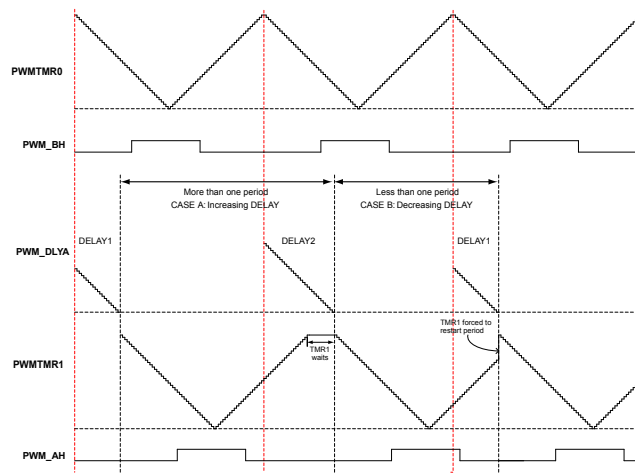 PWMTMR0
PWM_BH
More than one period
CASE A: Increasing DELAY
Less than one period
CASE B: Decreasing DELAY
PWM_DLYA
DELAY1
DELAY2
DELAY1
TMR1 forced to
restart period
TMR1
waits
PWMTMR1
PWM_AH